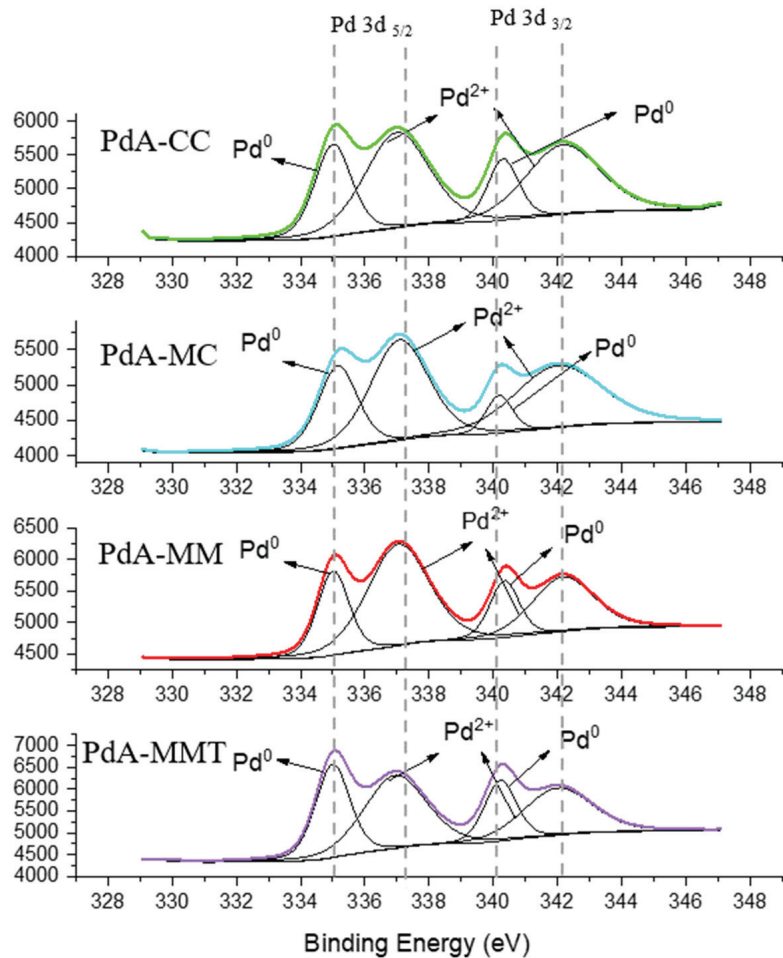 Pd 3d 5/2 Pd 3d 3/2
PdA-CC
Pd0
Pd2+
Pd0
6000
5500
5000
4500
4000
328 330 332 334 336 338 340 342 344 346 348
PdA-MC
Pd0
Pd2+
Pd0
5500
5000
4500
4000
328 330 332 334 336 338 340 342 344 346 348
PdA-MM
Pd0
Pd2+
Pd0
6500
6000
5500
5000
4500
328 330 332 334 336 338 340 342 344 346 348
PdA-MMT
Pd0
Pd2+
Pd0
7000
6500
6000
5500
5000
4500
4000
328 330 332 334 336 338 340 342 344 346 348
Binding Energy (eV)